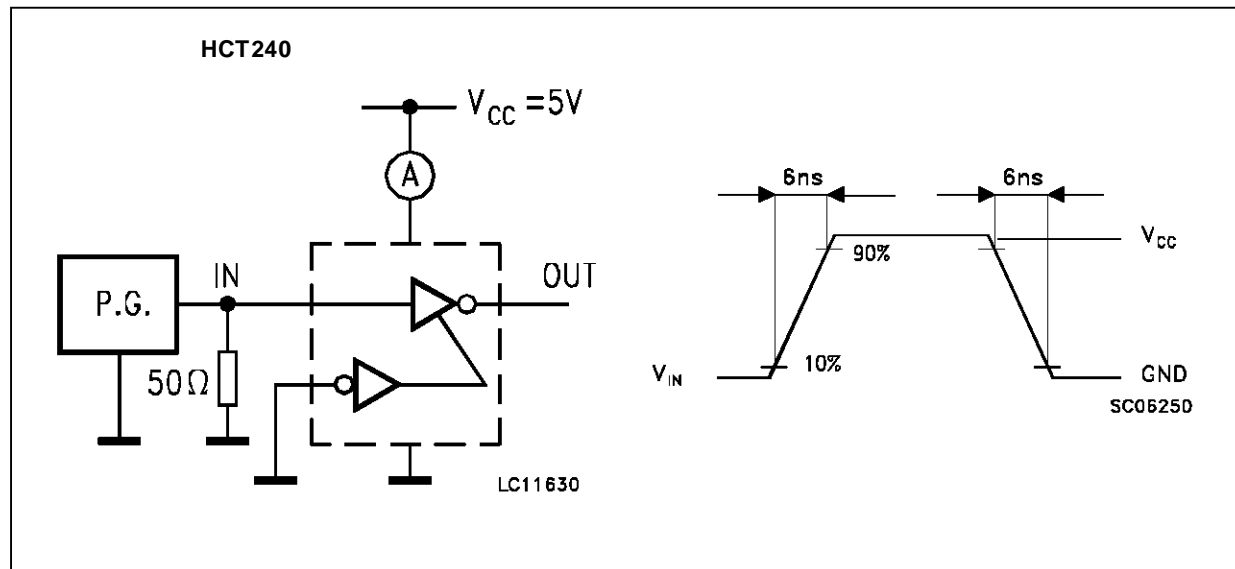 HCT240
V_CC =5V
A
IN
OUT
P.G.
50Ω
LC11630
6ns
6ns
90%
V_CC
10%
V_IN
GND
SC06250